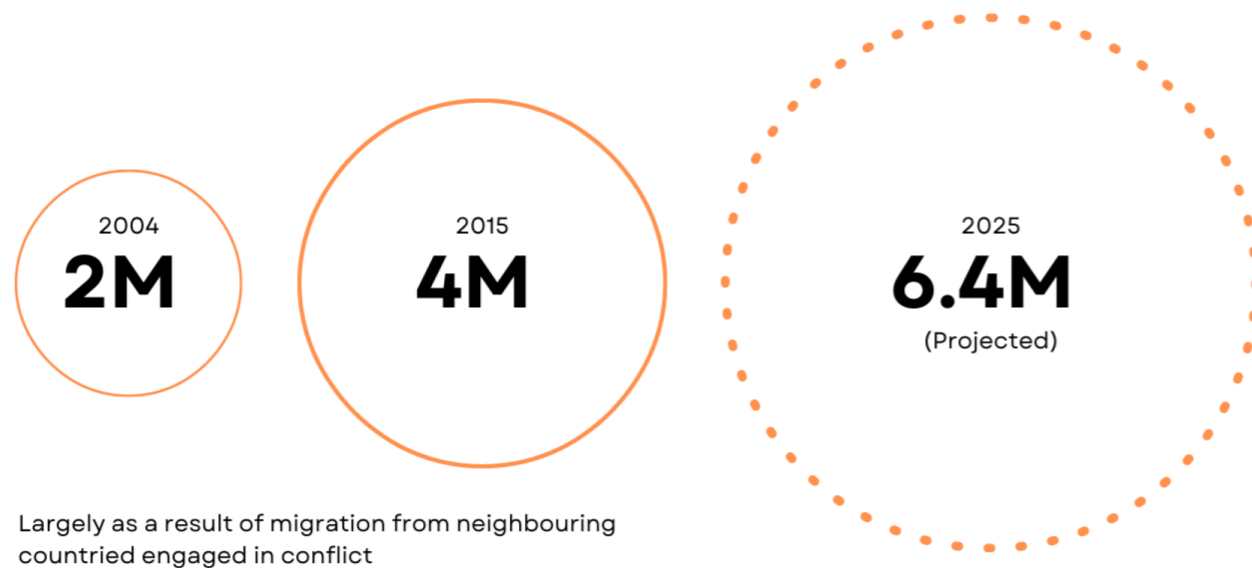 2004
2M
2015
4M
2025
6.4M
(Projected)
Largely as a result of migration from neighbouring
countried engaged in conflict